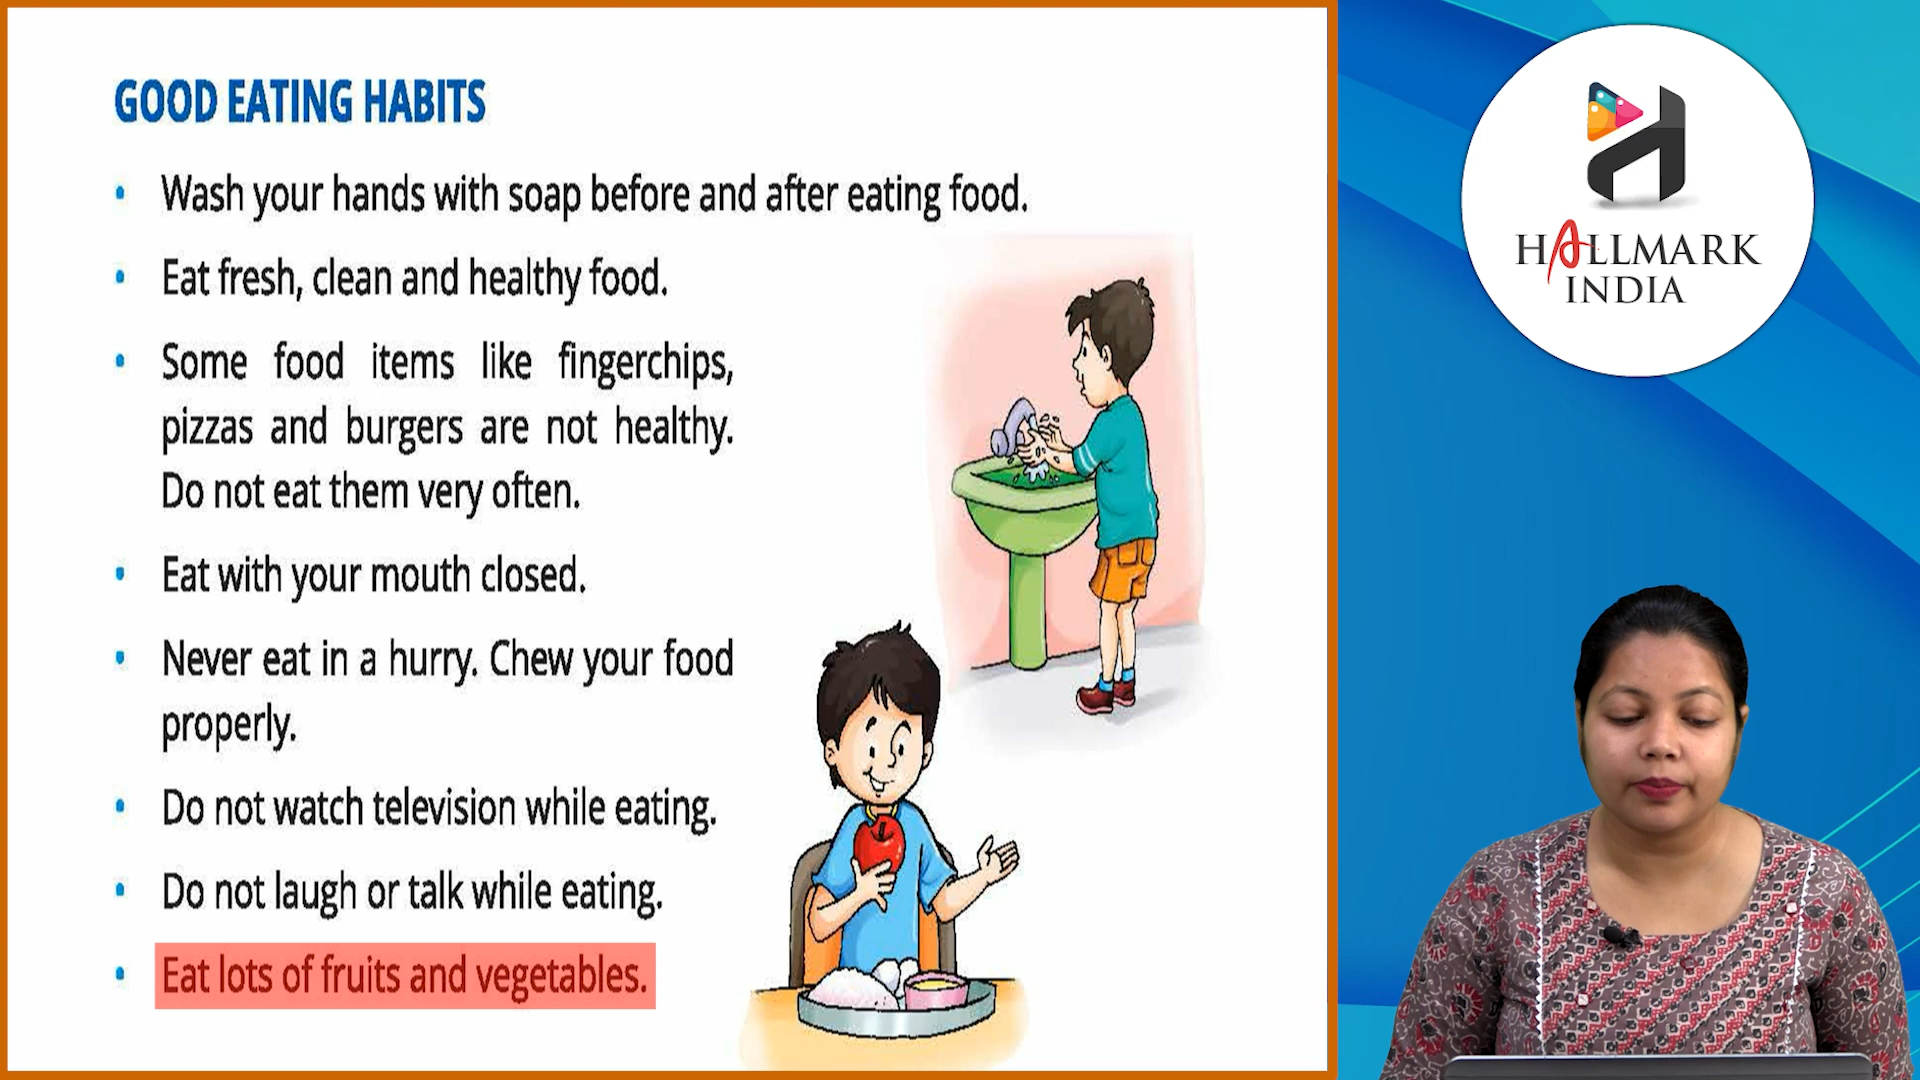 GOOD EATING HABITS
• Wash your hands with soap before and after eating food.
• Eat fresh, clean and healthy food.
• Some food items like fingerchips,
pizzas and burgers are not healthy.
Do not eat them very often.
• Eat with your mouth closed.
• Never eat in a hurry. Chew your food
properly.
• Do not watch television while eating.
• Do not laugh or talk while eating.
• Eat lots of fruits and vegetables.
HALLMARK
INDIA